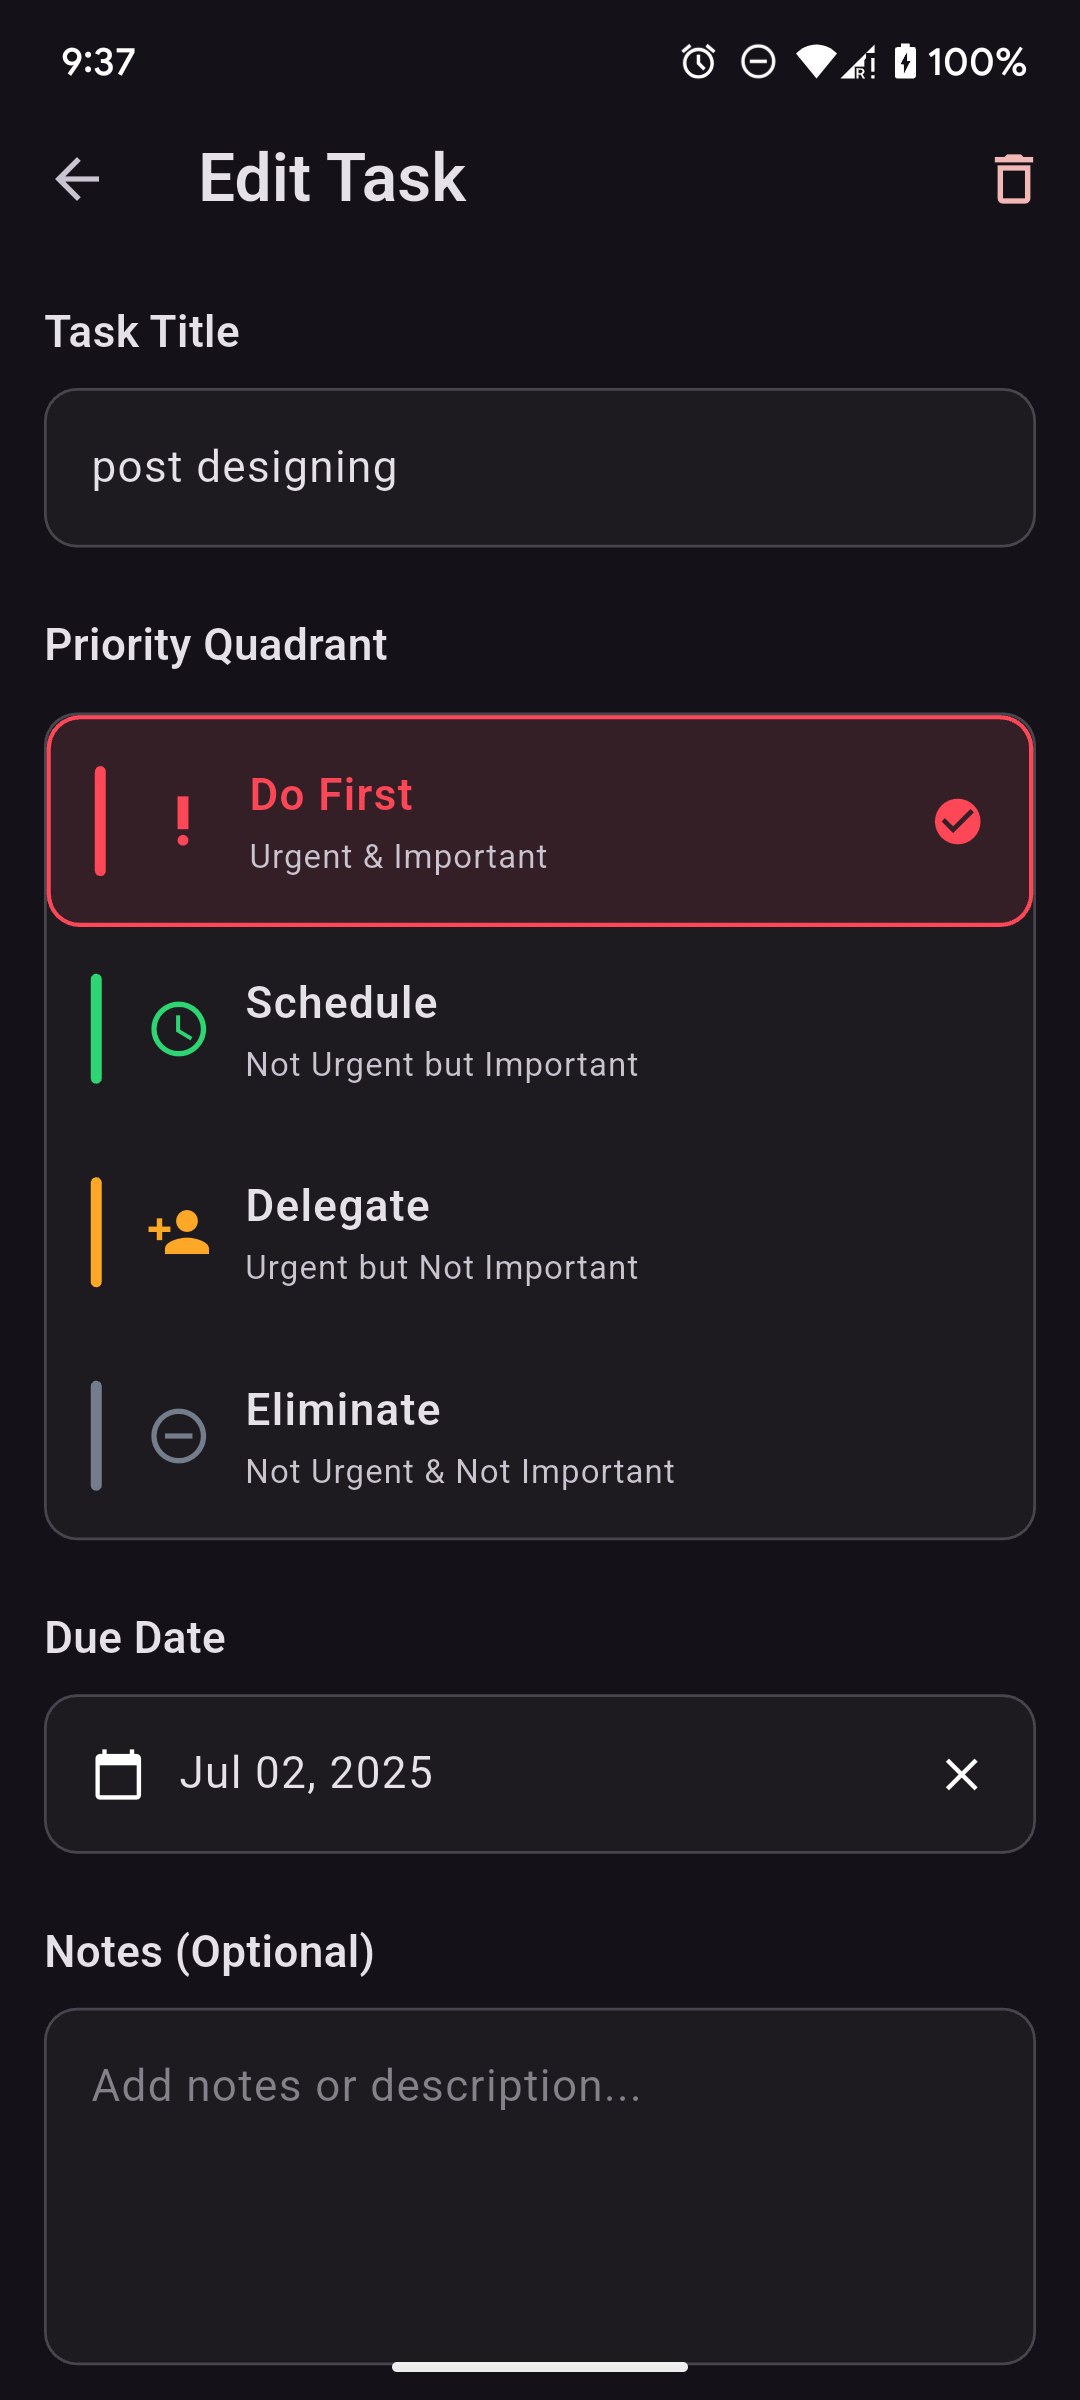 9:37
R
100%
Edit Task
Task Title
post designing
Priority Quadrant
Do First
Urgent & Important
Schedule
Not Urgent but Important
Delegate
Urgent but Not Important
Eliminate
Not Urgent & Not Important
Due Date
Jul 02, 2025
Notes (Optional)
Add notes or description...